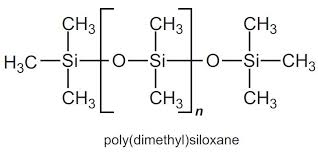 CH₃ CH₃ CH₃
H₃C Si O Si O Si CH₃
CH₃ CH₃ CH₃
n
poly(dimethyl)siloxane